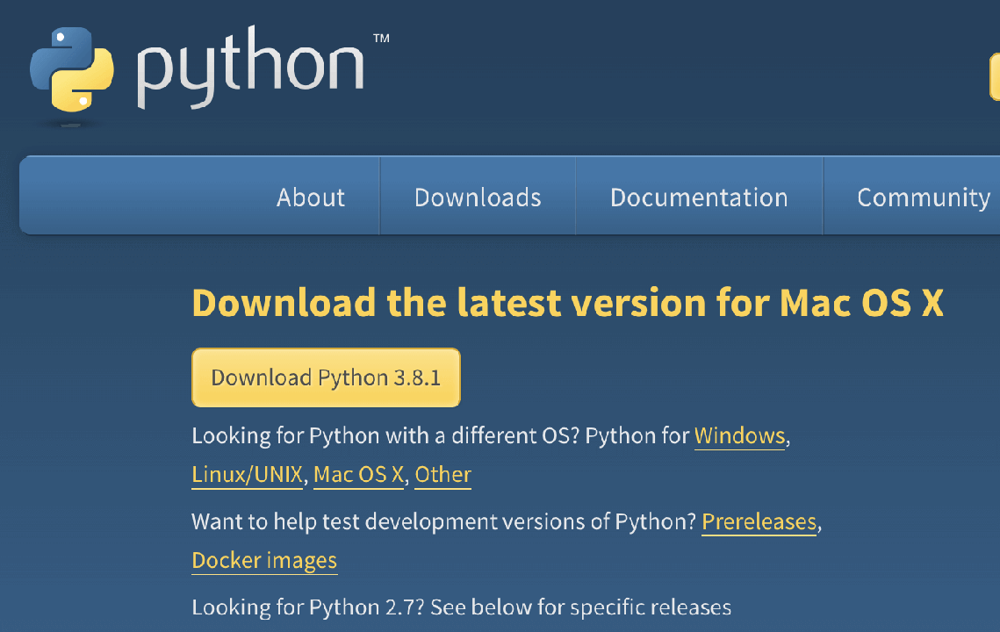 python™
About Downloads Documentation Community
Download the latest version for Mac OS X
Download Python 3.8.1
Looking for Python with a different OS? Python for Windows,
Linux/UNIX, Mac OS X, Other
Want to help test development versions of Python? Prereleases,
Docker images
Looking for Python 2.7? See below for specific releases